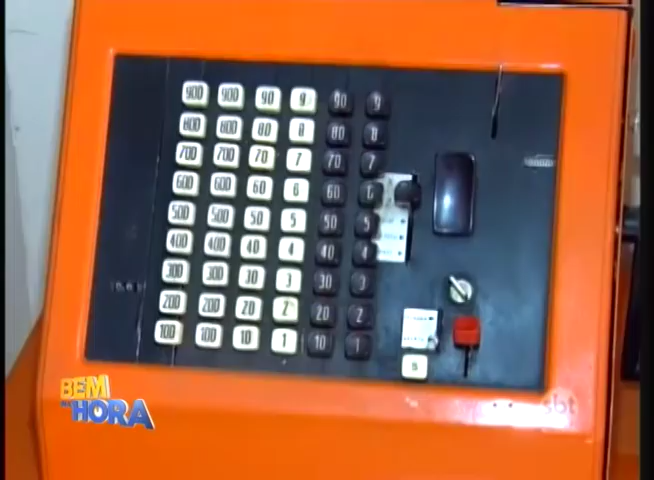 900 900 90 9 90 9
800 800 80 8 80 8
700 700 70 7 70 7
600 600 60 6 60 6
500 500 50 5 50 5
400 400 40 4 40 4
300 300 30 3 30 3
200 200 20 2 20 2
100 100 10 1 10 1
BEM
NA HORA
sbt